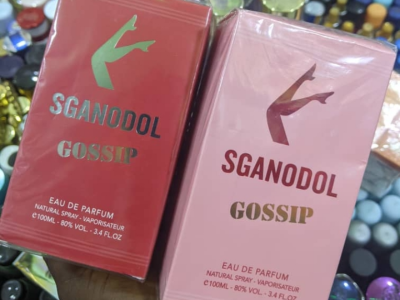 SGANODOL
GOSSIP
EAU DE PARFUM
NATURAL SPRAY - VAPORISATEUR
℮100ML - 80% VOL. - 3.4 FL.OZ
SGANODOL
GOSSIP
EAU DE PARFUM
NATURAL SPRAY - VAPORISATEUR
℮100ML - 80% VOL. - 3.4 FL.OZ